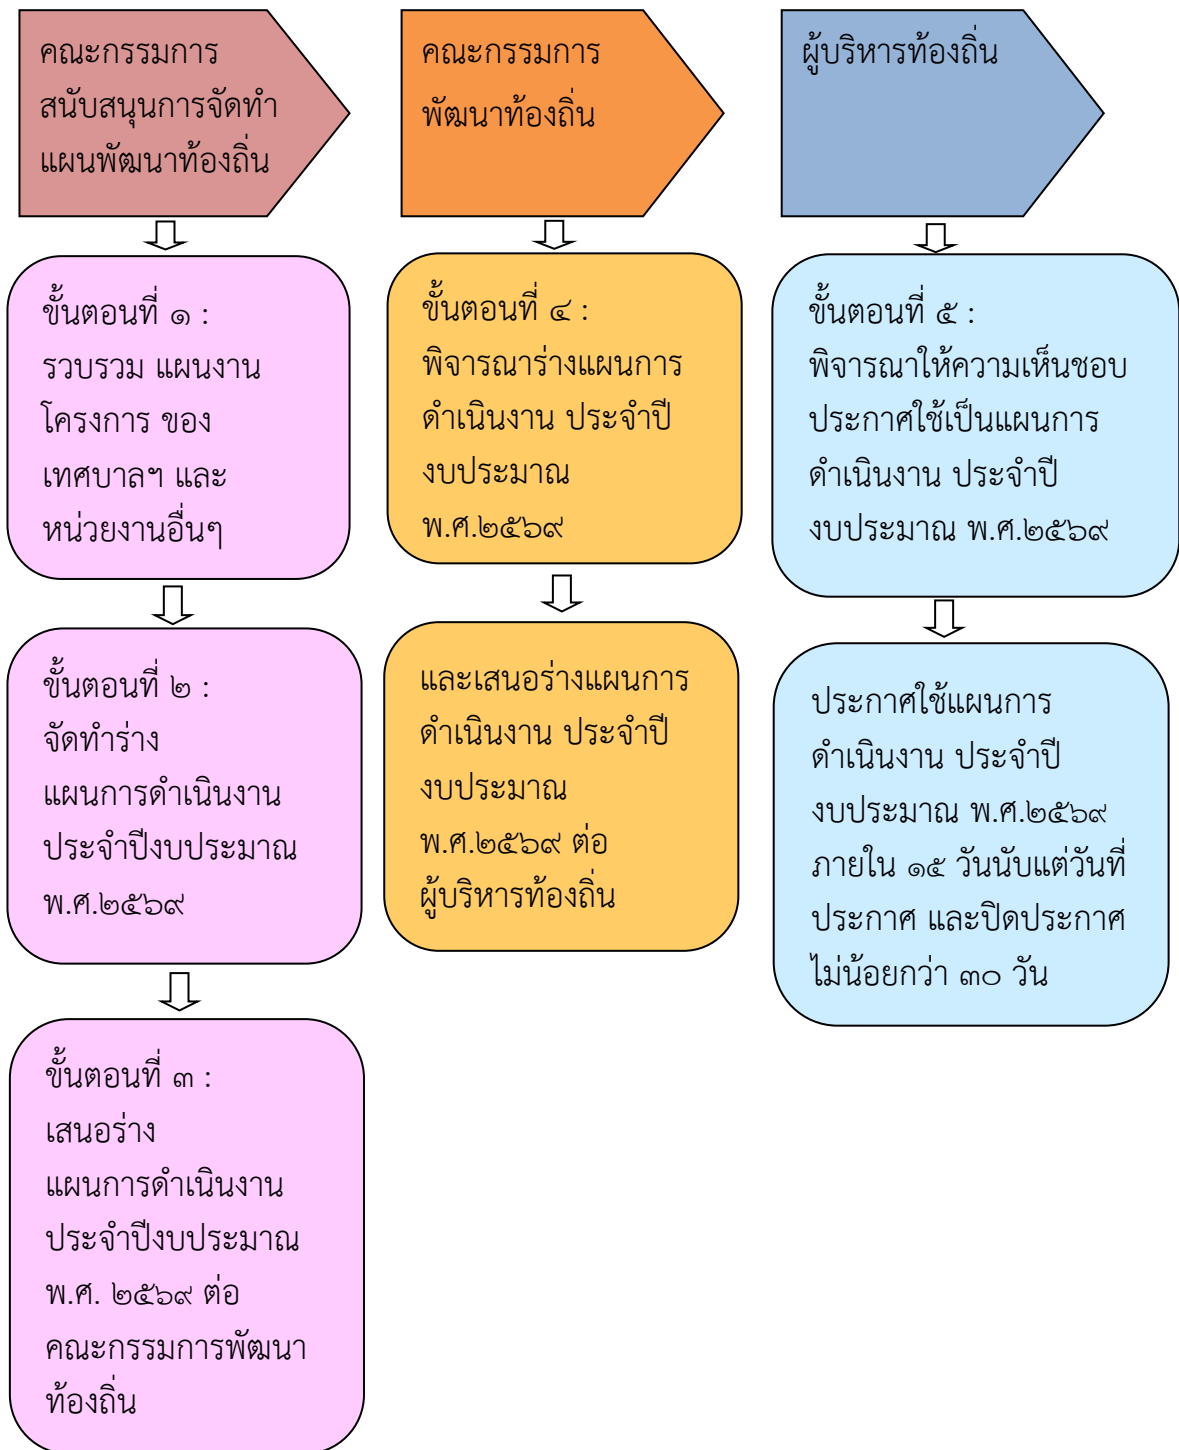 คณะกรรมการ
สนับสนุนการจัดทำ
แผนพัฒนาท้องถิ่น
ขั้นตอนที่ ๑ :
รวบรวม แผนงาน
โครงการ ของ
เทศบาลฯ และ
หน่วยงานอื่นๆ
ขั้นตอนที่ ๒ :
จัดทำร่าง
แผนการดำเนินงาน
ประจำปีงบประมาณ
พ.ศ.๒๕๖๙
ขั้นตอนที่ ๓ :
เสนอร่าง
แผนการดำเนินงาน
ประจำปีงบประมาณ
พ.ศ. ๒๕๖๙ ต่อ
คณะกรรมการพัฒนา
ท้องถิ่น
คณะกรรมการ
พัฒนาท้องถิ่น
ขั้นตอนที่ ๔ :
พิจารณาร่างแผนการ
ดำเนินงาน ประจำปี
งบประมาณ
พ.ศ.๒๕๖๙
และเสนอร่างแผนการ
ดำเนินงาน ประจำปี
งบประมาณ
พ.ศ.๒๕๖๙ ต่อ
ผู้บริหารท้องถิ่น
ผู้บริหารท้องถิ่น
ขั้นตอนที่ ๕ :
พิจารณาให้ความเห็นชอบ
ประกาศใช้เป็นแผนการ
ดำเนินงาน ประจำปี
งบประมาณ พ.ศ.๒๕๖๙
ประกาศใช้แผนการ
ดำเนินงาน ประจำปี
งบประมาณ พ.ศ.๒๕๖๙
ภายใน ๑๕ วันนับแต่วันที่
ประกาศ และปิดประกาศ
ไม่น้อยกว่า ๓๐ วัน